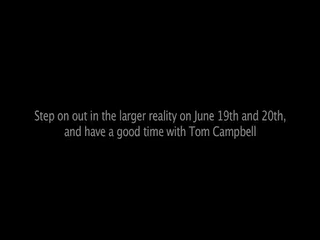 Step on out in the larger reality on June 19th and 20th,
and have a good time with Tom Campbell